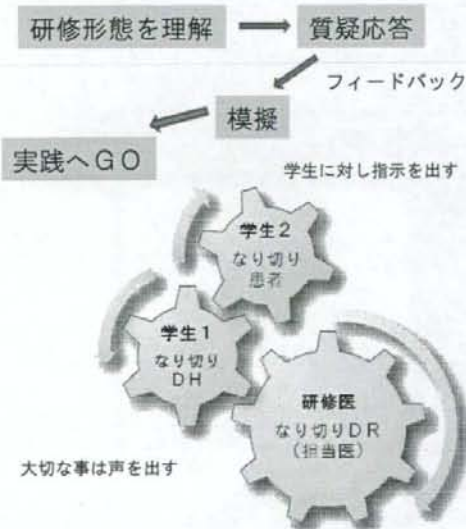 研修形態を理解
質疑応答
フィードバック
模擬
実践へGO
学生に対し指示を出す
学生2
なり切り
患者
学生1
なり切り
DH
研修医
なり切りDR
(担当医)
大切な事は声を出す